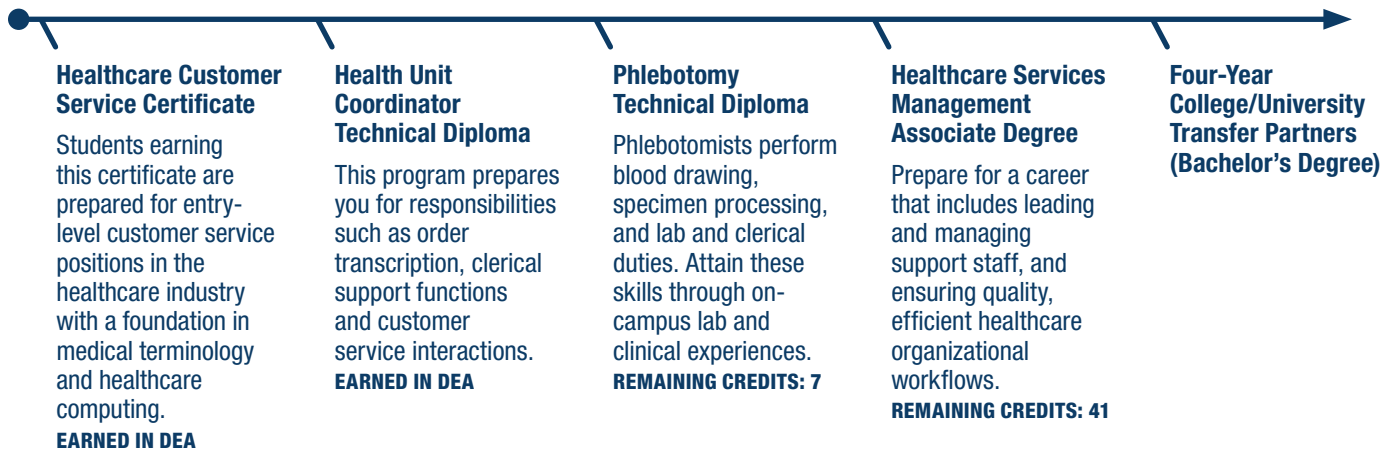 Healthcare Customer
Service Certificate
Students earning
this certificate are
prepared for entry-
level customer service
positions in the
healthcare industry
with a foundation in
medical terminology
and healthcare
computing.
EARNED IN DEA
Health Unit
Coordinator
Technical Diploma
This program prepares
you for responsibilities
such as order
transcription, clerical
support functions
and customer
service interactions.
EARNED IN DEA
Phlebotomy
Technical Diploma
Phlebotomists perform
blood drawing,
specimen processing,
and lab and clerical
duties. Attain these
skills through on-
campus lab and
clinical experiences.
REMAINING CREDITS: 7
Healthcare Services
Management
Associate Degree
Prepare for a career
that includes leading
and managing
support staff, and
ensuring quality,
efficient healthcare
organizational
workflows.
REMAINING CREDITS: 41
Four-Year
College/University
Transfer Partners
(Bachelor’s Degree)